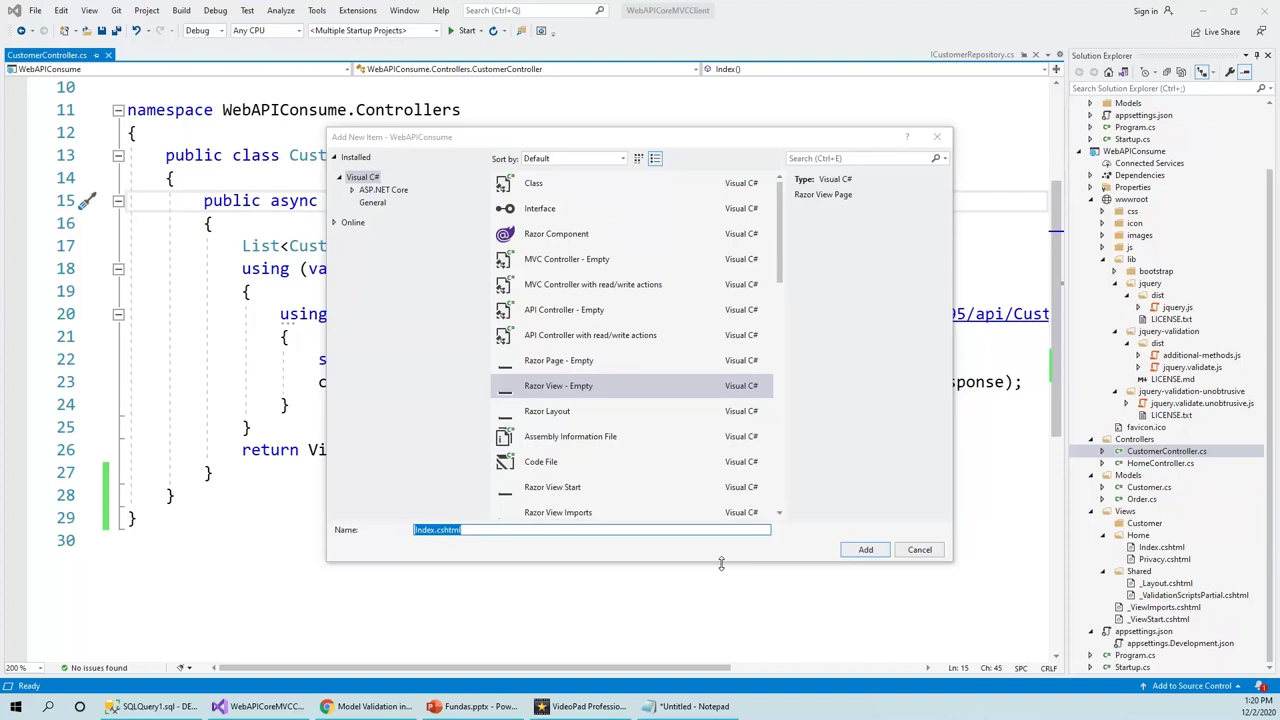 File Edit View Git Project Build Debug Test Analyze Tools Extensions Window Help Search (Ctrl+Q) WebAPICoreMVCClient Sign in
Debug Any CPU <Multiple Startup Projects> Start Live Share
CustomerController.cs ICustomerRepository.cs
WebAPIConsume WebAPIConsume.Controllers.CustomerController Index()
10
11 namespace WebAPIConsume.Controllers
12 {
13 public class Cust
14 {
15 public async
16 {
17 List<Cust
18 using (va
19 {
20 using 95/api/Cust
21 {
22 s
23 c ponse);
24 }
25 }
26 return Vi
27 }
28 }
29 }
30
200 % No issues found Ln: 15 Ch: 45 SPC CRLF
Add New Item - WebAPIConsume ?
Installed
Visual C#
ASP.NET Core
General
Online
Sort by: Default
Search (Ctrl+E)
Class Visual C#
Interface Visual C#
Razor Component Visual C#
MVC Controller - Empty Visual C#
MVC Controller with read/write actions Visual C#
API Controller - Empty Visual C#
API Controller with read/write actions Visual C#
Razor Page - Empty Visual C#
Razor View - Empty Visual C#
Razor Layout Visual C#
Assembly Information File Visual C#
Code File Visual C#
Razor View Start Visual C#
Razor View Imports Visual C#
Type: Visual C#
Razor View Page
Name: Index.cshtml
Add Cancel
Solution Explorer
Search Solution Explorer (Ctrl+;)
Models
appsettings.json
Program.cs
Startup.cs
WebAPIConsume
Connected Services
Dependencies
Properties
wwwroot
css
icon
images
js
lib
bootstrap
jquery
dist
jquery.js
LICENSE.txt
jquery-validation
dist
additional-methods.js
jquery.validate.js
LICENSE.md
jquery-validation-unobtrusive
jquery.validate.unobtrusive.js
LICENSE.txt
favicon.ico
Controllers
CustomerController.cs
HomeController.cs
Models
Customer.cs
Order.cs
Views
Customer
Home
Index.cshtml
Privacy.cshtml
Shared
_Layout.cshtml
_ValidationScriptsPartial.cshtml
_ViewImports.cshtml
_ViewStart.cshtml
appsettings.json
appsettings.Development.json
Program.cs
Startup.cs
Ready Add to Source Control 1
SQLQuery1.sql - DE... WebAPICoreMVCC... Model Validation in... Fundas.pptx - Pow... VideoPad Professio... *Untitled - Notepad
1:20 PM
12/2/2020